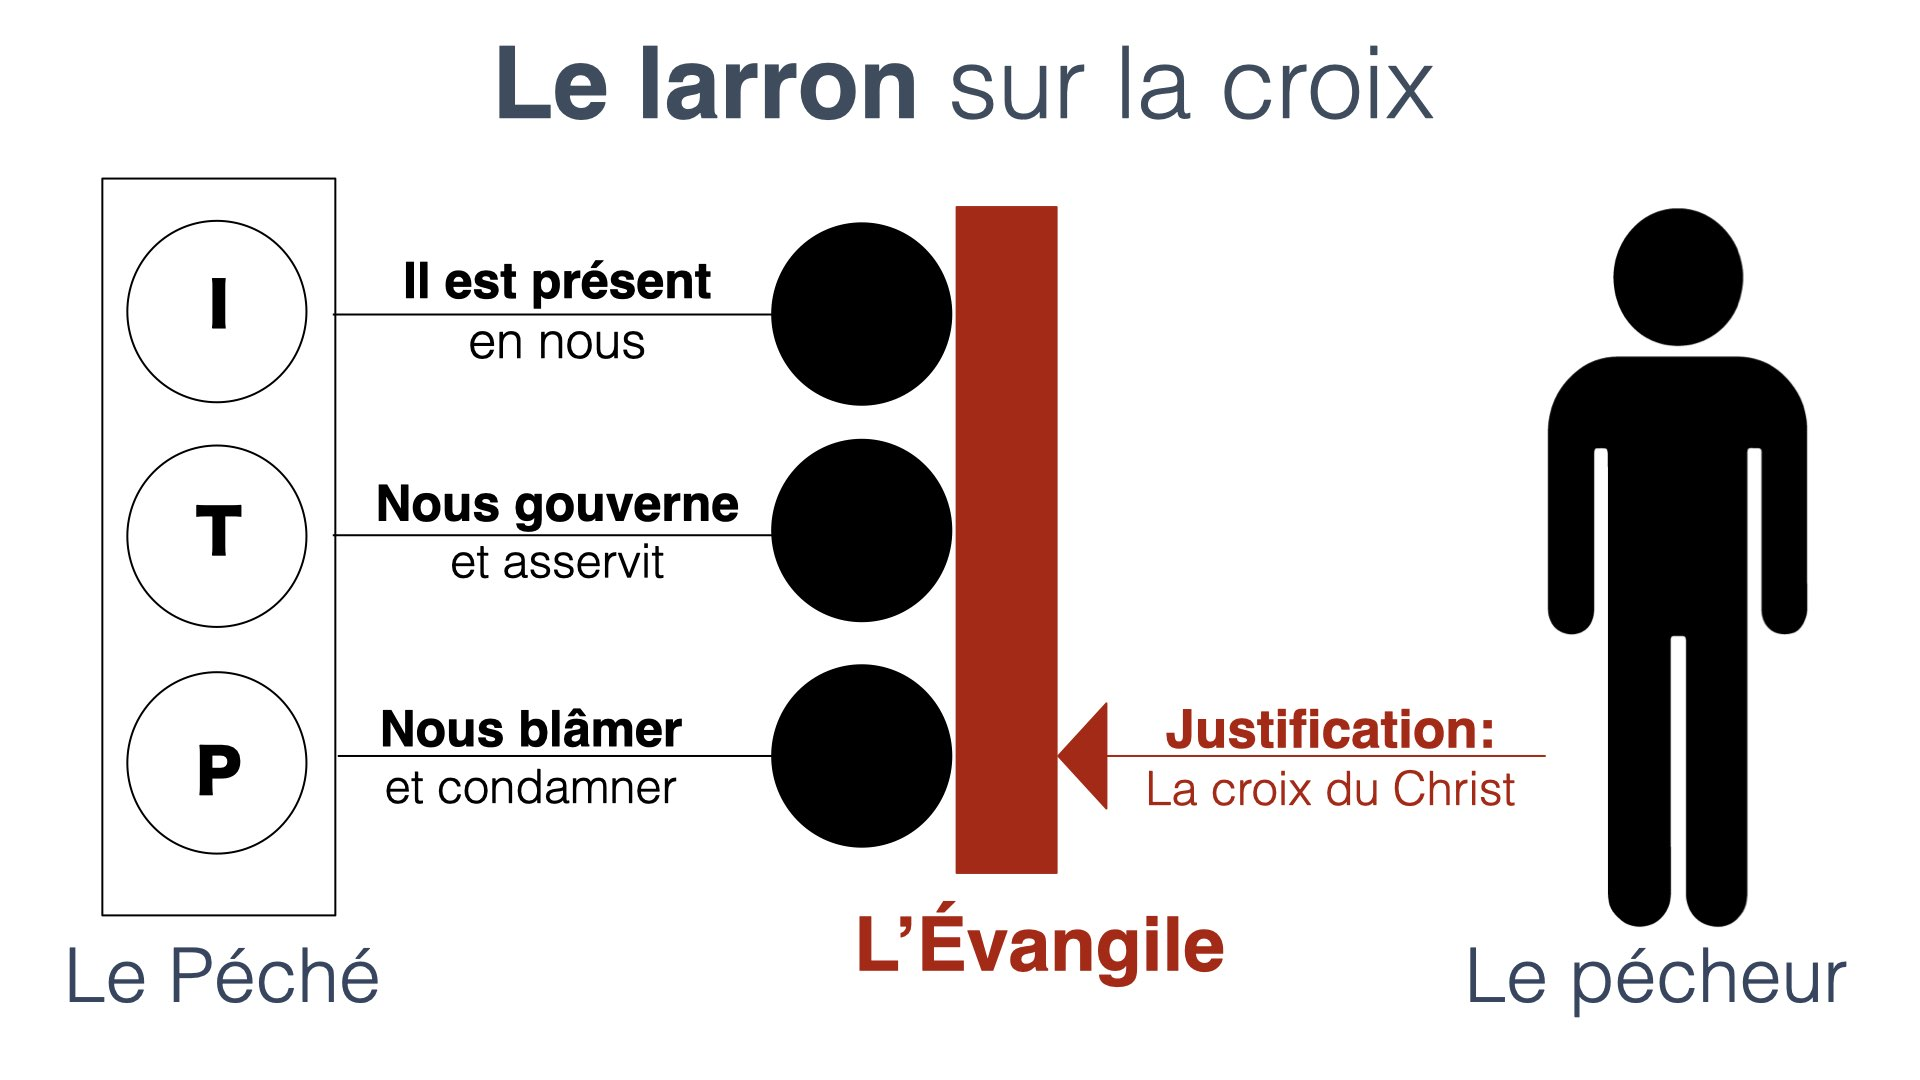 Le larron sur la croix
I
Il est présent
en nous
T
Nous gouverne
et asservit
P
Nous blâmer
et condamner
Justification:
La croix du Christ
L’Évangile
Le Péché
Le pécheur